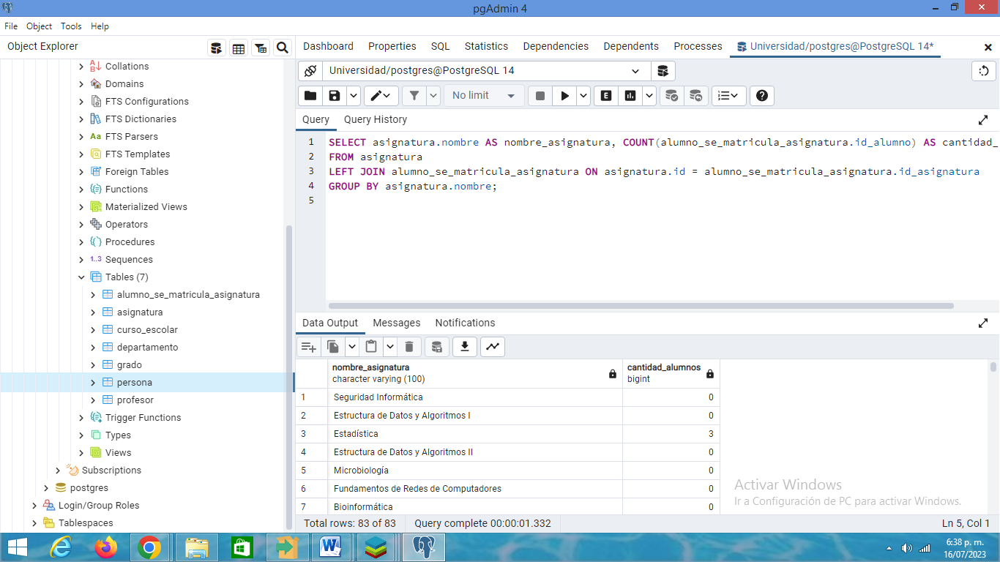 pgAdmin 4
File Object Tools Help
Object Explorer
Dashboard Properties SQL Statistics Dependencies Dependents Processes Universidad/postgres@PostgreSQL 14*
Collations
Domains
FTS Configurations
FTS Dictionaries
Aa FTS Parsers
FTS Templates
Foreign Tables
Functions
Materialized Views
Operators
Procedures
1..3 Sequences
Tables (7)
alumno_se_matricula_asignatura
asignatura
curso_escolar
departamento
grado
persona
profesor
Trigger Functions
Types
Views
Subscriptions
postgres
Login/Group Roles
Tablespaces
Universidad/postgres@PostgreSQL 14
No limit
E
Query Query History
1 SELECT asignatura.nombre AS nombre_asignatura, COUNT(alumno_se_matricula_asignatura.id_alumno) AS cantidad_
2 FROM asignatura
3 LEFT JOIN alumno_se_matricula_asignatura ON asignatura.id = alumno_se_matricula_asignatura.id_asignatura
4 GROUP BY asignatura.nombre;
5
Data Output Messages Notifications
nombre_asignatura cantidad_alumnos
character varying (100) bigint
1 Seguridad Informática 0
2 Estructura de Datos y Algoritmos I 0
3 Estadística 3
4 Estructura de Datos y Algoritmos II 0
5 Microbiología 0
6 Fundamentos de Redes de Computadores 0
7 Bioinformática 0
Activar Windows
Ir a Configuración de PC para activar Windows.
Total rows: 83 of 83 Query complete 00:00:01.332 Ln 5, Col 1
6:38 p. m.
16/07/2023